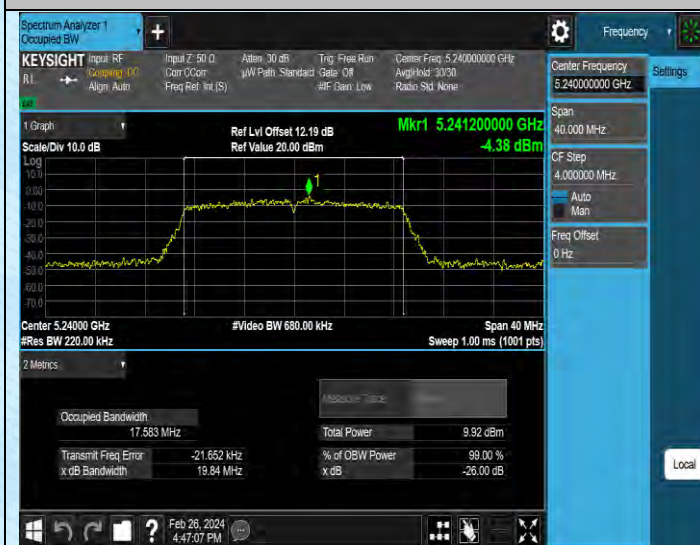 Spectrum Analyzer 1
Occupied BW
+
Frequency
KEYSIGHT
RL
Input: RF
Coupling: DC
Align: Auto
Input Z: 50 Ω
Corr CCorr
Freq Ref: Int (S)
Atten: 30 dB
µW Path: Standard
Trig: Free Run
Gate: Off
#IF Gain: Low
Center Freq: 5.240000000 GHz
Avg|Hold: 30/30
Radio Std: None
Center Frequency
5.240000000 GHz
Settings
Span
40.000 MHz
CF Step
4.000000 MHz
Auto
Man
Freq Offset
0 Hz
1 Graph
Scale/Div 10.0 dB
Ref Lvl Offset 12.19 dB
Ref Value 20.00 dBm
Mkr1 5.241200000 GHz
-4.38 dBm
Log
10.0
0.00
-10.0
-20.0
-30.0
-40.0
-50.0
-60.0
-70.0
1
Center 5.24000 GHz
#Res BW 220.00 kHz
#Video BW 680.00 kHz
Span 40 MHz
Sweep 1.00 ms (1001 pts)
2 Metrics
Measure Trace
Occupied Bandwidth
17.583 MHz
Total Power 9.92 dBm
Transmit Freq Error -21.652 kHz
% of OBW Power 99.00 %
x dB Bandwidth 19.84 MHz
x dB -26.00 dB
Local
?
Feb 26, 2024
4:47:07 PM